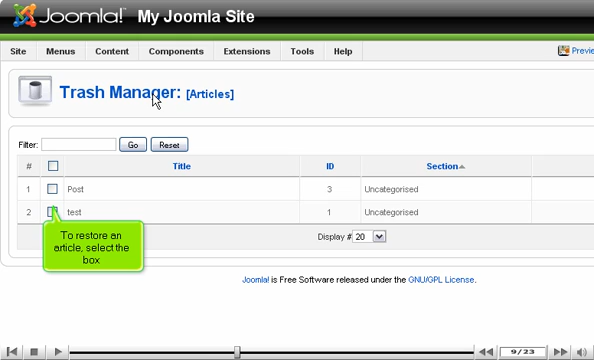 Joomla!™ My Joomla Site
Site Menus Content Components Extensions Tools Help
Trash Manager: [Articles]
Filter: Go Reset
# Title ID Section
1 Post 3 Uncategorised
2 test 1 Uncategorised
Display # 20
To restore an
article, select the
box
Joomla! is Free Software released under the GNU/GPL License.
9/23